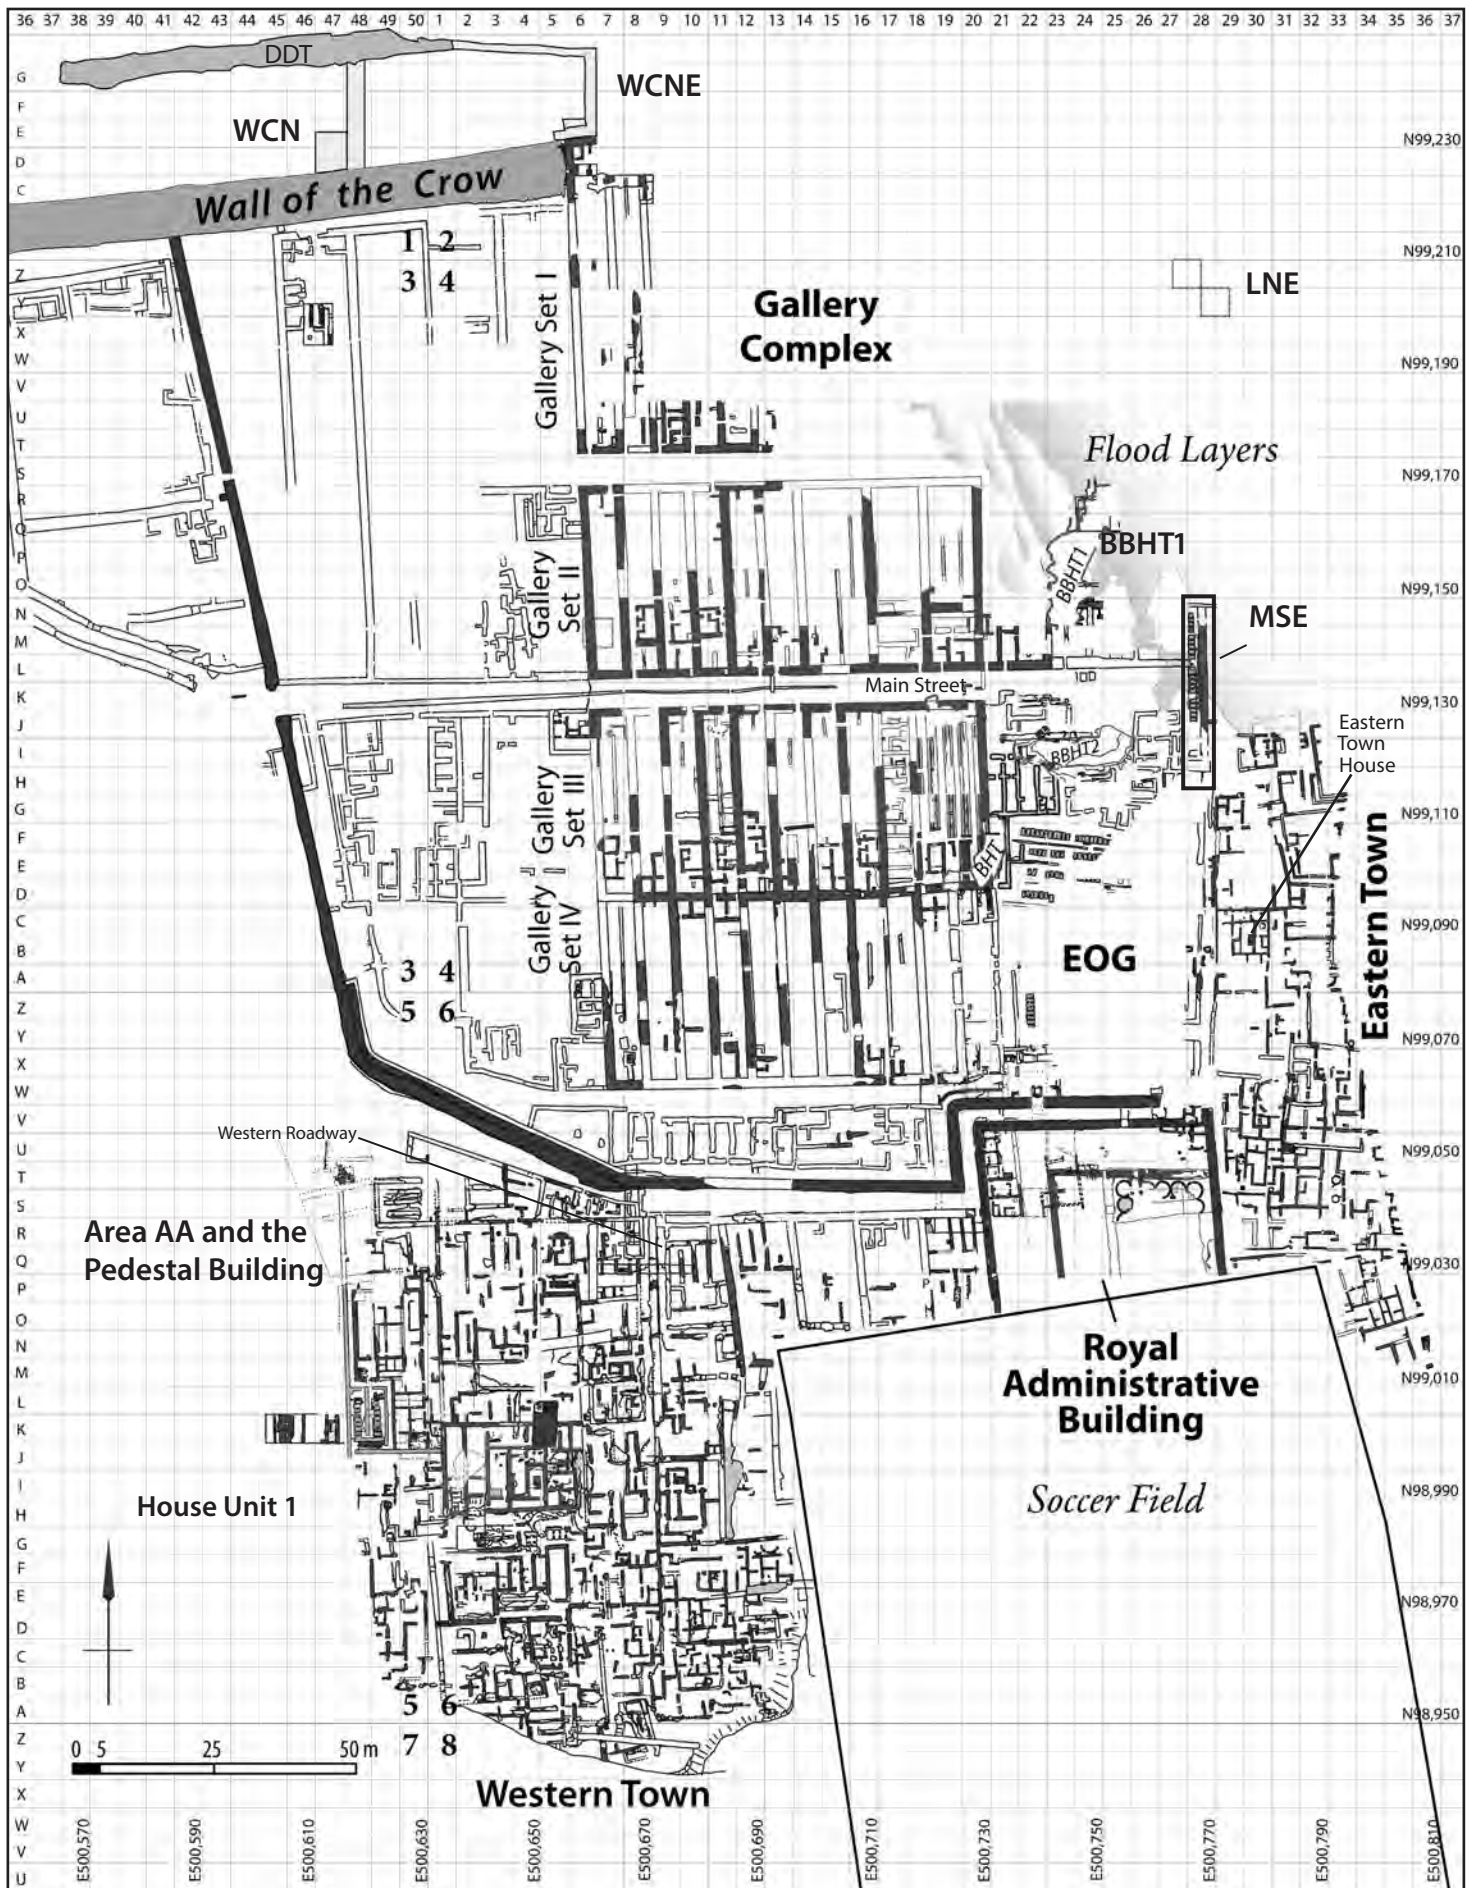 36 37 38 39 40 41 42 43 44 45 46 47 48 49 50 1 2 3 4 5 6 7 8 9 10 11 12 13 14 15 16 17 18 19 20 21 22 23 24 25 26 27 28 29 30 31 32 33 34 35 36 37
DDT
G
WCNE
F
E
WCN
N99,230
D
C
Wall of the Crow
1 2
N99,210
Z
3 4
LNE
Y
Gallery Set I
Gallery
Complex
X
W
N99,190
V
U
T
Flood Layers
S
N99,170
R
Q
BBHT1
P
Gallery
Set II
BBHT1
O
N99,150
N
MSE
M
L
Main Street
K
N99,130
J
Eastern
Town
House
I
BBHT2
H
Gallery
Set III
G
N99,110
F
E
BHT
D
Gallery
Set IV
C
N99,090
B
EOG
Eastern Town
A
3 4
Z
5 6
Y
N99,070
X
W
V
Western Roadway
U
N99,050
T
S
R
Area AA and the
Pedestal Building
Q
N99,030
P
P
O
N
Royal
Administrative
Building
M
N99,010
L
K
J
I
E
N98,990
House Unit 1
Soccer Field
H
G
F
E
N98,970
D
C
B
5 6
A
N98,950
Z
7 8
0 5 25 50 m
Y
Western Town
X
W
V
U
E500,570
E500,590
E500,610
E500,630
E500,650
E500,670
E500,690
E500,710
E500,730
E500,750
E500,770
E500,790
E500,810